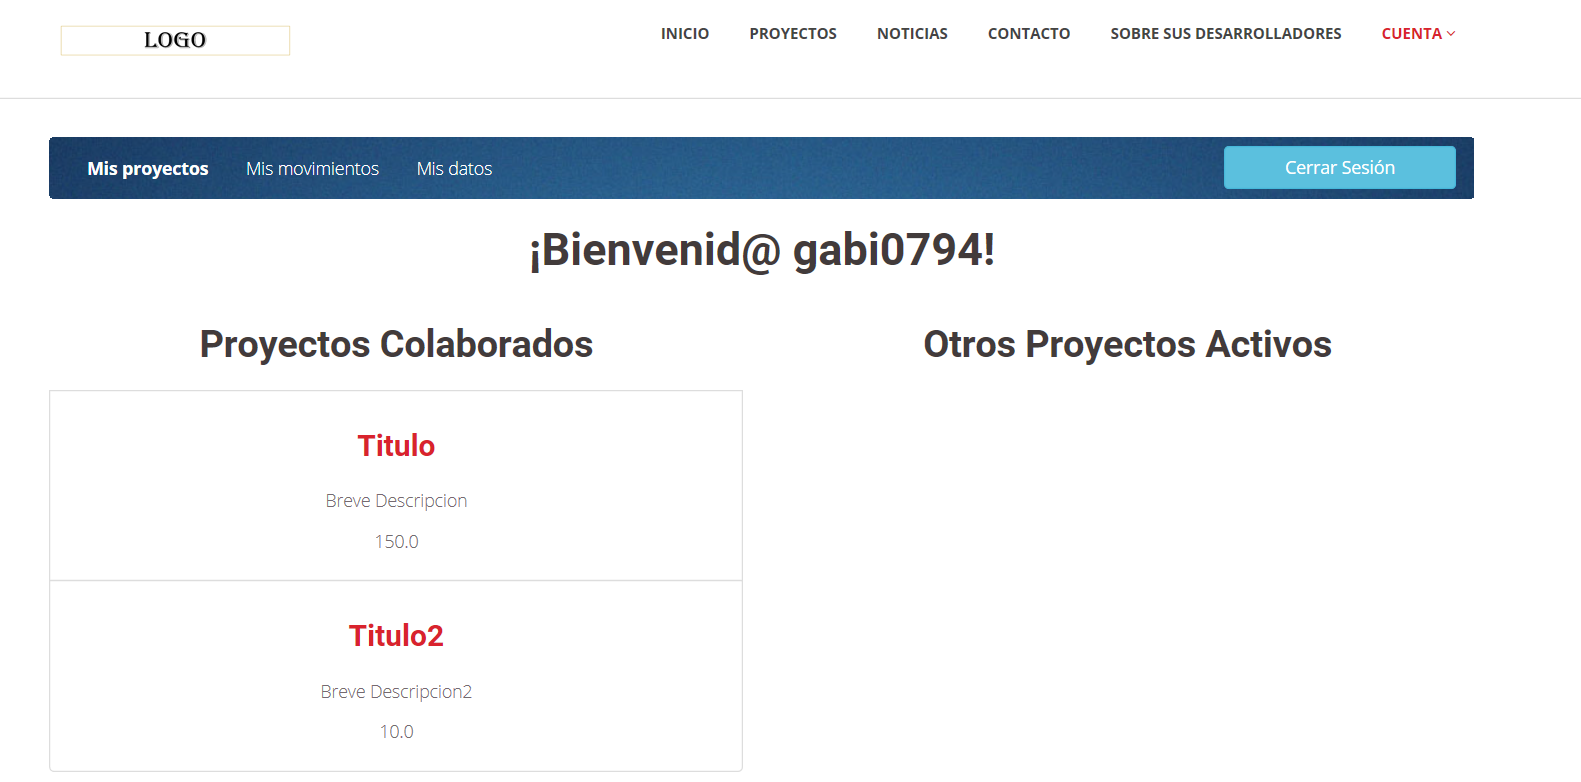 LOGO
INICIO PROYECTOS NOTICIAS CONTACTO SOBRE SUS DESARROLLADORES CUENTA
Mis proyectos Mis movimientos Mis datos Cerrar Sesión
¡Bienvenid@ gabi0794!
Proyectos Colaborados
Titulo
Breve Descripcion
150.0
Titulo2
Breve Descripcion2
10.0
Otros Proyectos Activos